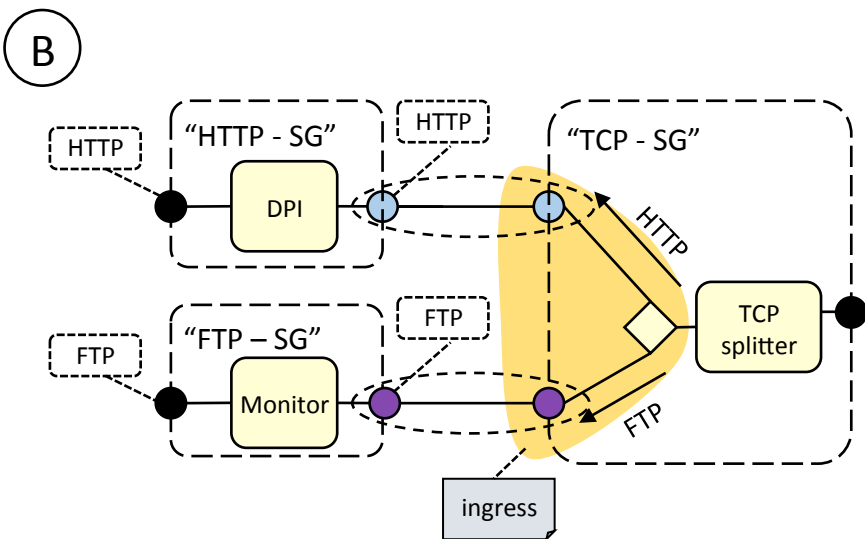 B
"HTTP - SG"
HTTP
HTTP
DPI
"TCP - SG"
HTTP
TCP
splitter
"FTP – SG"
FTP
FTP
Monitor
FTP
ingress